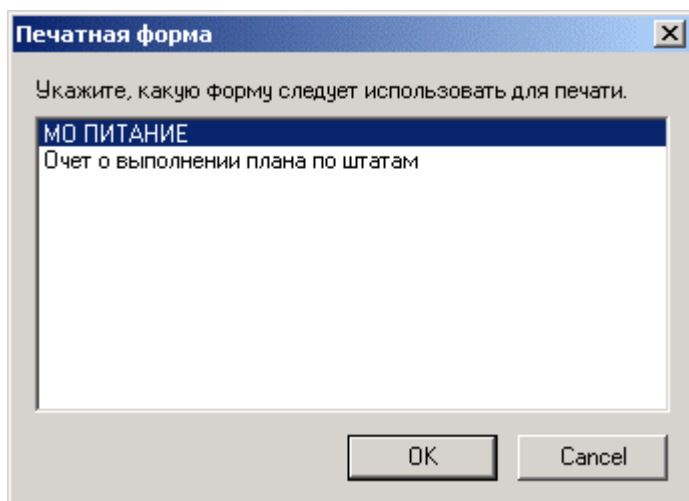 Печатная форма
Укажите, какую форму следует использовать для печати.
МО ПИТАНИЕ
Очет о выполнении плана по штатам
OK
Cancel